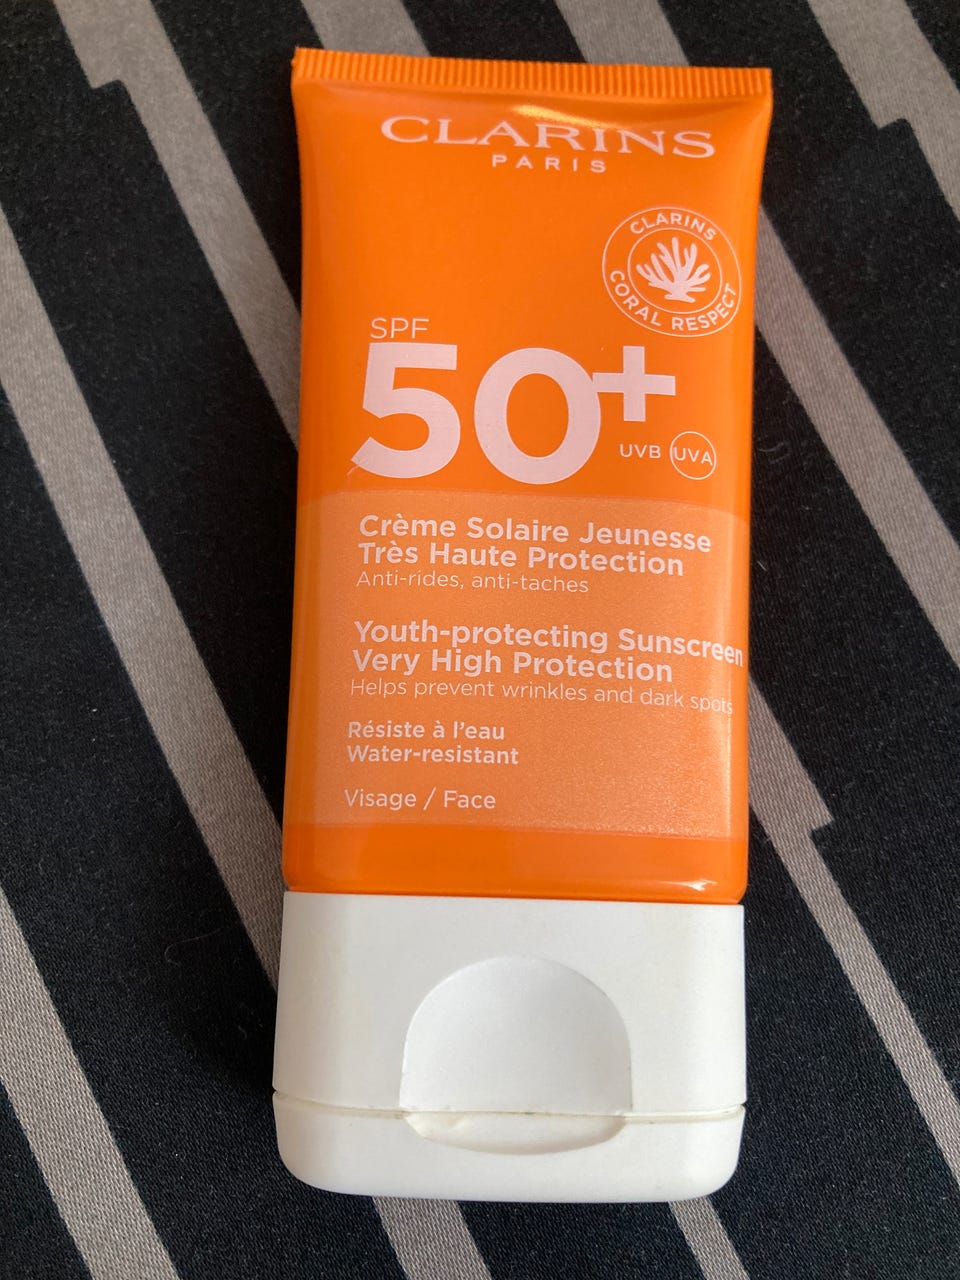 CLARINS
PARIS
CLARINS
CORAL RESPECT
SPF
50+
UVB UVA
Crème Solaire Jeunesse
Très Haute Protection
Anti-rides, anti-taches
Youth-protecting Sunscreen
Very High Protection
Helps prevent wrinkles and dark spots
Résiste à l'eau
Water-resistant
Visage / Face